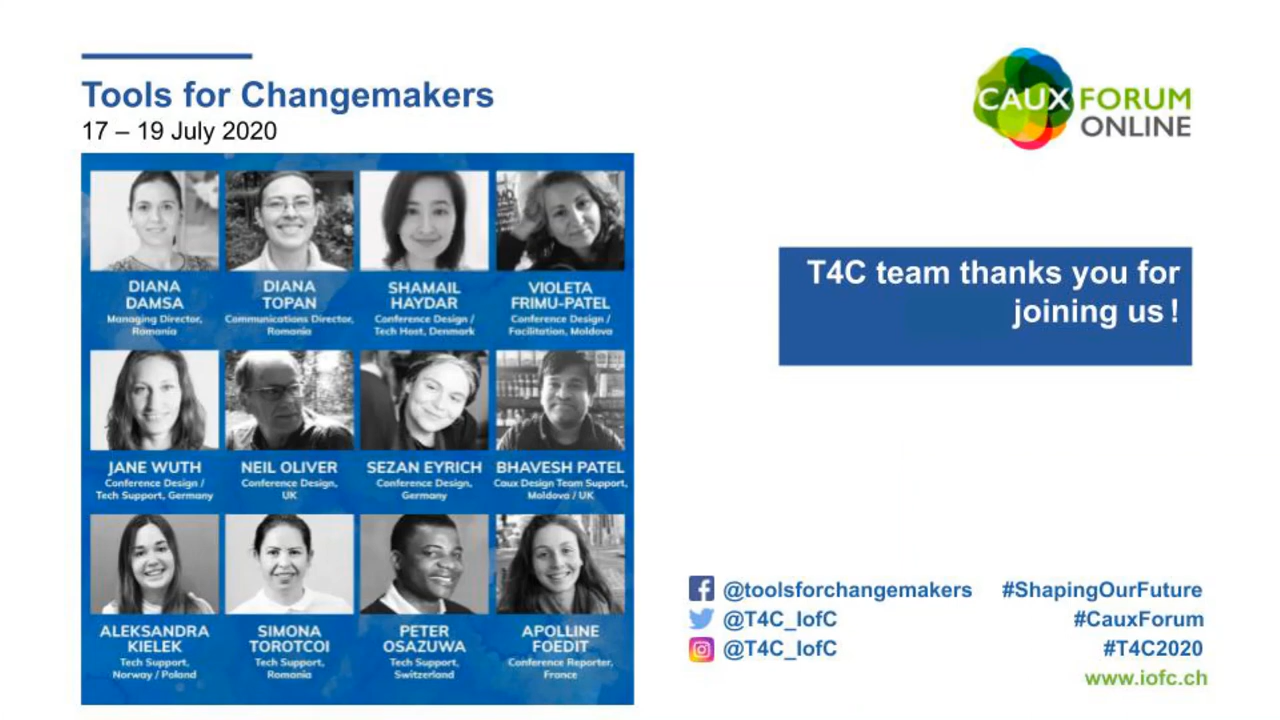 Tools for Changemakers
17 – 19 July 2020
CAUX FORUM
ONLINE
DIANA
DAMSA
Managing Director,
Romania
DIANA
TOPAN
Communications Director,
Romania
SHAMAIL
HAYDAR
Conference Design /
Tech Host, Denmark
VIOLETA
FRIMU-PATEL
Conference Design /
Facilitation, Moldova
JANE WUTH
Conference Design /
Tech Support, Germany
NEIL OLIVER
Conference Design,
UK
SEZAN EYRICH
Conference Design,
Germany
BHAVESH PATEL
Caux Design Team Support,
Moldova / UK
ALEKSANDRA
KIELEK
Tech Support,
Norway / Poland
SIMONA
TOROTCOI
Tech Support,
Romania
PETER
OSAZUWA
Tech Support,
Switzerland
APOLLINE
FOEDIT
Conference Reporter,
France
T4C team thanks you for
joining us!
@toolsforchangemakers
@T4C_IofC
@T4C_IofC
#ShapingOurFuture
#CauxForum
#T4C2020
www.iofc.ch